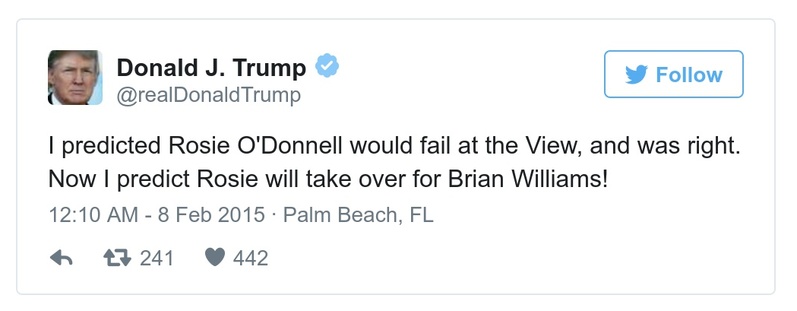 Donald J. Trump
@realDonaldTrump
Follow
I predicted Rosie O'Donnell would fail at the View, and was right.
Now I predict Rosie will take over for Brian Williams!
12:10 AM - 8 Feb 2015 · Palm Beach, FL
241 442